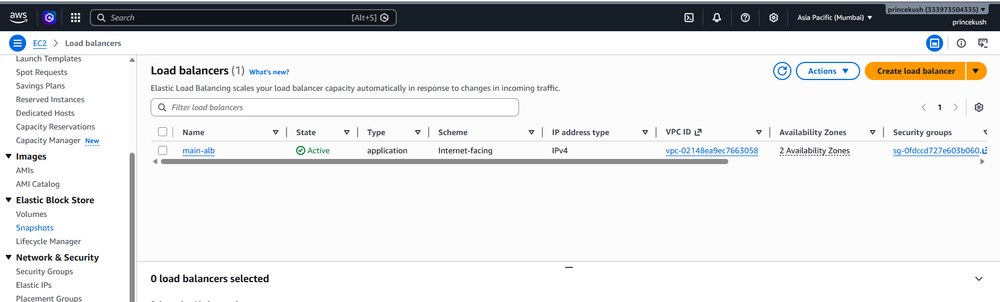 aws
Search [Alt+S]
Asia Pacific (Mumbai)
princekush (333973504335)
princekush
EC2 Load balancers
Launch Templates
Spot Requests
Savings Plans
Reserved Instances
Dedicated Hosts
Capacity Reservations
Capacity Manager New
Images
AMIs
AMI Catalog
Elastic Block Store
Volumes
Snapshots
Lifecycle Manager
Network & Security
Security Groups
Elastic IPs
Placement Groups
Load balancers (1) What's new?
Actions
Create load balancer
Elastic Load Balancing scales your load balancer capacity automatically in response to changes in incoming traffic.
Filter load balancers
1
Name State Type Scheme IP address type VPC ID Availability Zones Security groups
main-alb Active application Internet-facing IPv4 vpc-02148ea9ec7663058 2 Availability Zones sg-0fdccd727e603b060
0 load balancers selected